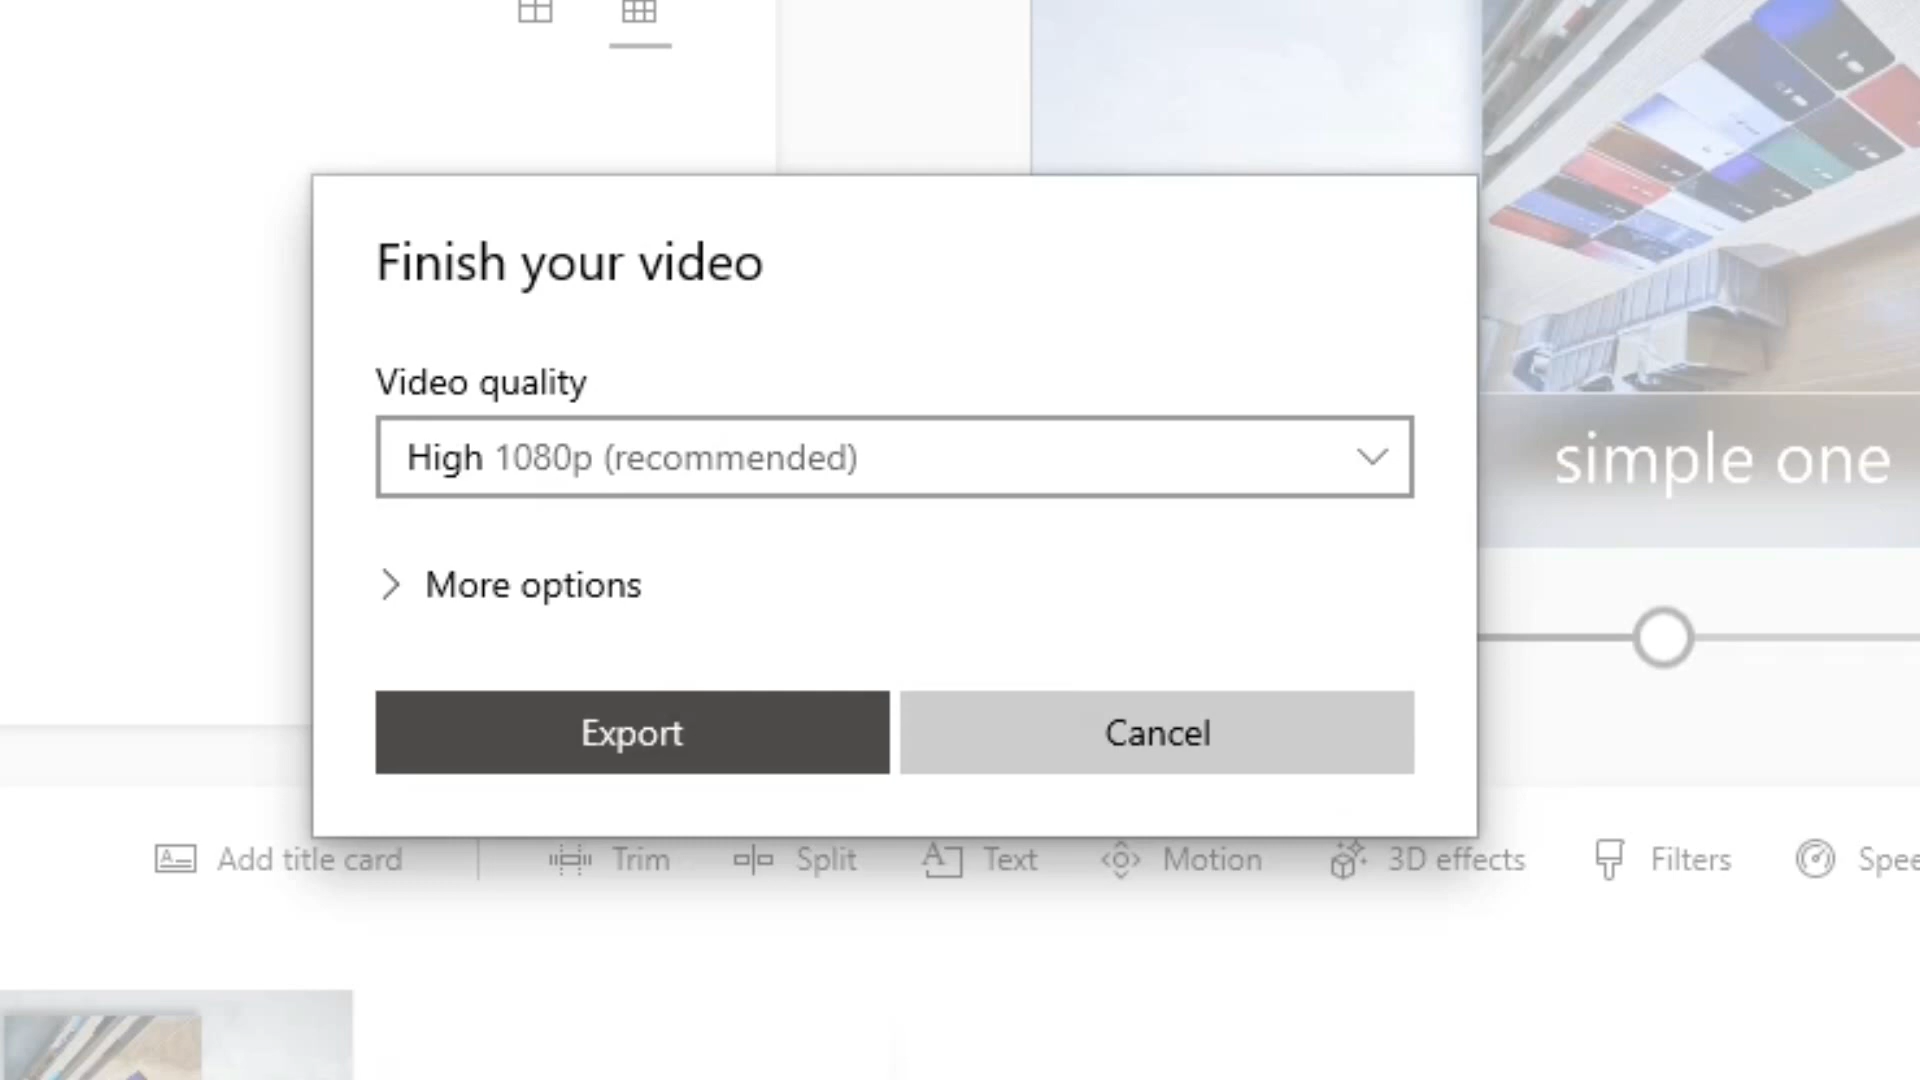 Finish your video
Video quality
High 1080p (recommended)
More options
Export
Cancel
simple one
Add title card
Trim
Split
Text
Motion
3D effects
Filters
Spee